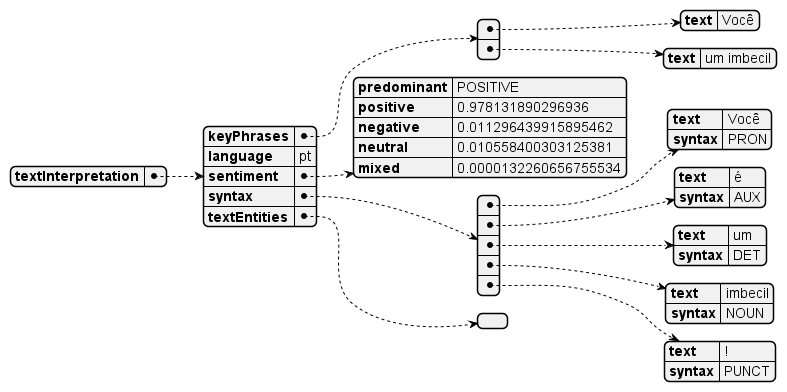 text Você
text um imbecil
predominant POSITIVE
positive 0.978131890296936
negative 0.011296439915895462
neutral 0.010558400303125381
mixed 0.0000132260656755534
textInterpretation
keyPhrases
language pt
sentiment
syntax
textEntities
text Você
syntax PRON
text é
syntax AUX
text um
syntax DET
text imbecil
syntax NOUN
text !
syntax PUNCT